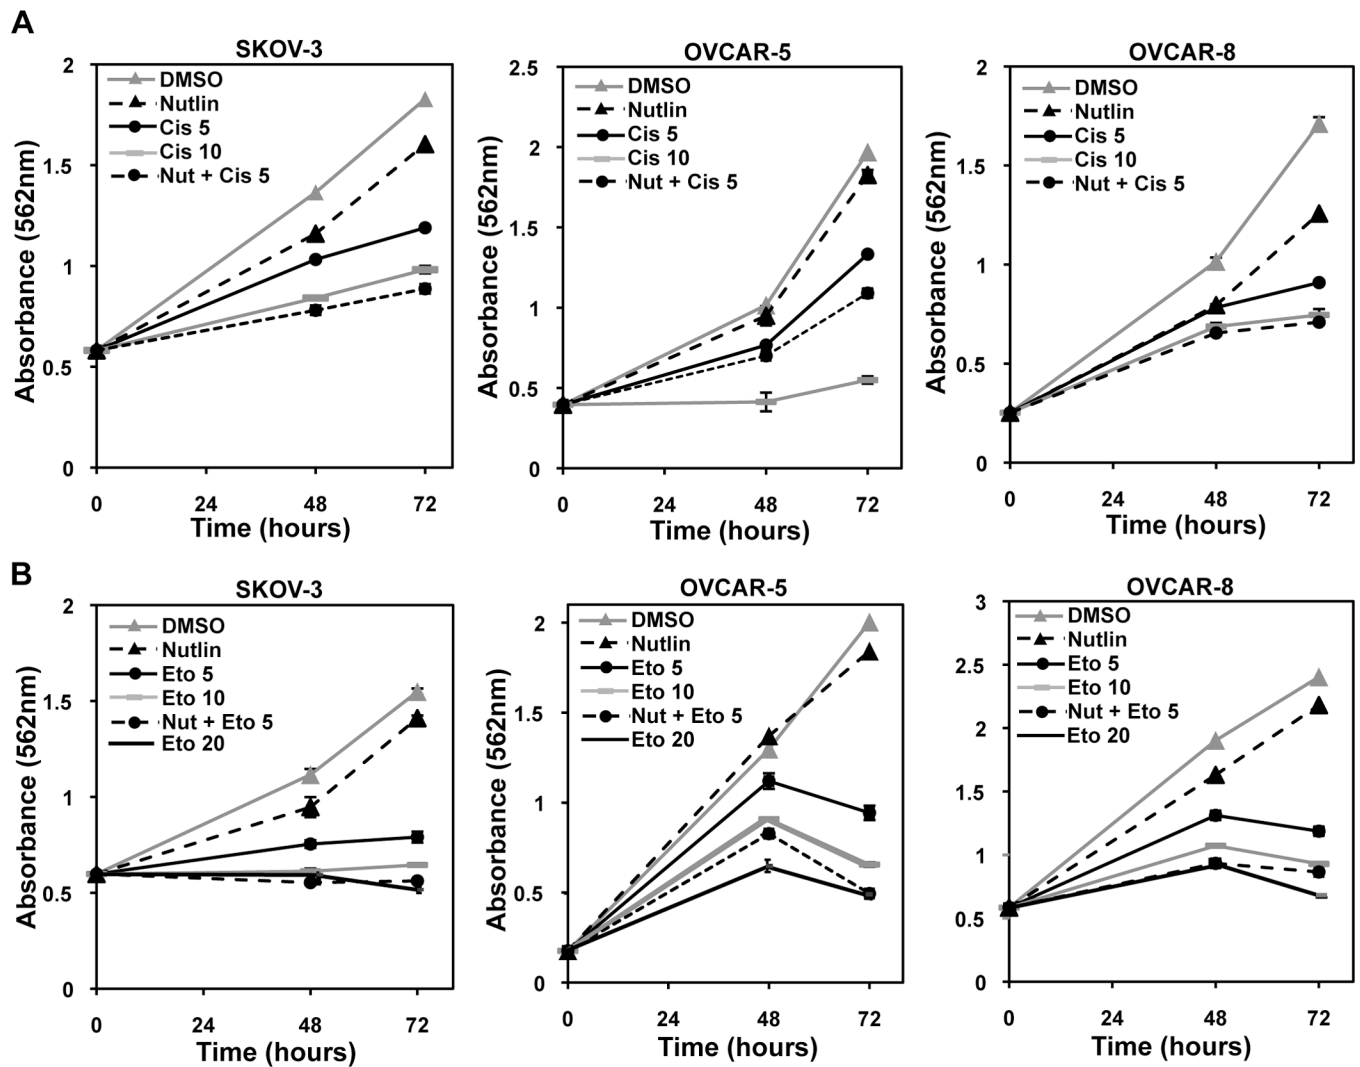 A
SKOV-3
2
1.5
1
0.5
0
DMSO
Nutlin
Cis 5
Cis 10
Nut + Cis 5
Absorbance (562nm)
0 24 48 72
Time (hours)
OVCAR-5
2.5
2
1.5
1
0.5
0
DMSO
Nutlin
Cis 5
Cis 10
Nut + Cis 5
Absorbance (562nm)
0 24 48 72
Time (hours)
OVCAR-8
2
1.5
1
0.5
0
DMSO
Nutlin
Cis 5
Cis 10
Nut + Cis 5
Absorbance (562nm)
0 24 48 72
Time (hours)
B
SKOV-3
2
1.5
1
0.5
0
DMSO
Nutlin
Eto 5
Eto 10
Nut + Eto 5
Eto 20
Absorbance (562nm)
0 24 48 72
Time (hours)
OVCAR-5
2
1.5
1
0.5
0
DMSO
Nutlin
Eto 5
Eto 10
Nut + Eto 5
Eto 20
Absorbance (562nm)
0 24 48 72
Time (hours)
OVCAR-8
3
2.5
2
1.5
1
0.5
0
DMSO
Nutlin
Eto 5
Eto 10
Nut + Eto 5
Eto 20
Absorbance (562nm)
0 24 48 72
Time (hours)